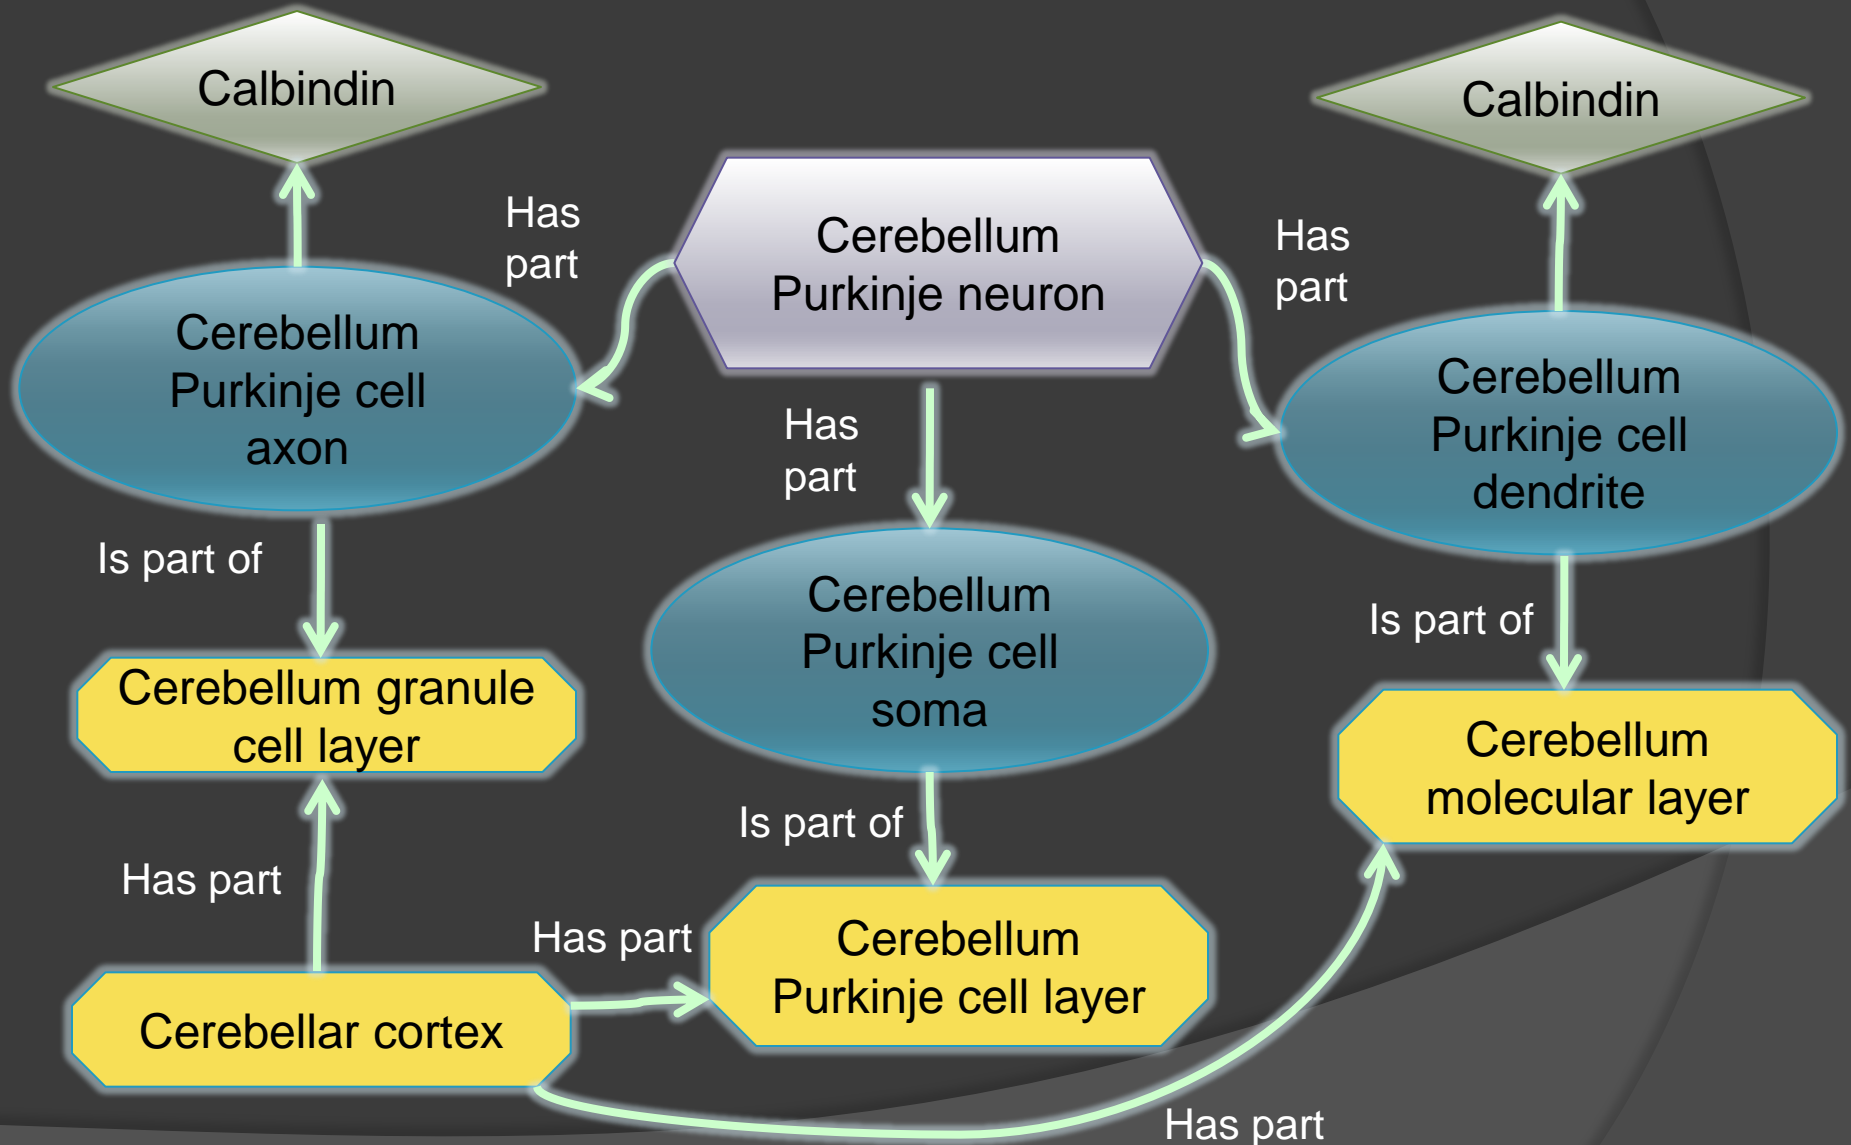 Calbindin
Calbindin
Has
part
Cerebellum
Purkinje neuron
Has
part
Cerebellum
Purkinje cell
axon
Has
part
Cerebellum
Purkinje cell
dendrite
Is part of
Cerebellum
Purkinje cell
soma
Is part of
Cerebellum granule
cell layer
Cerebellum
molecular layer
Is part of
Has part
Has part
Cerebellum
Purkinje cell layer
Cerebellar cortex
Has part